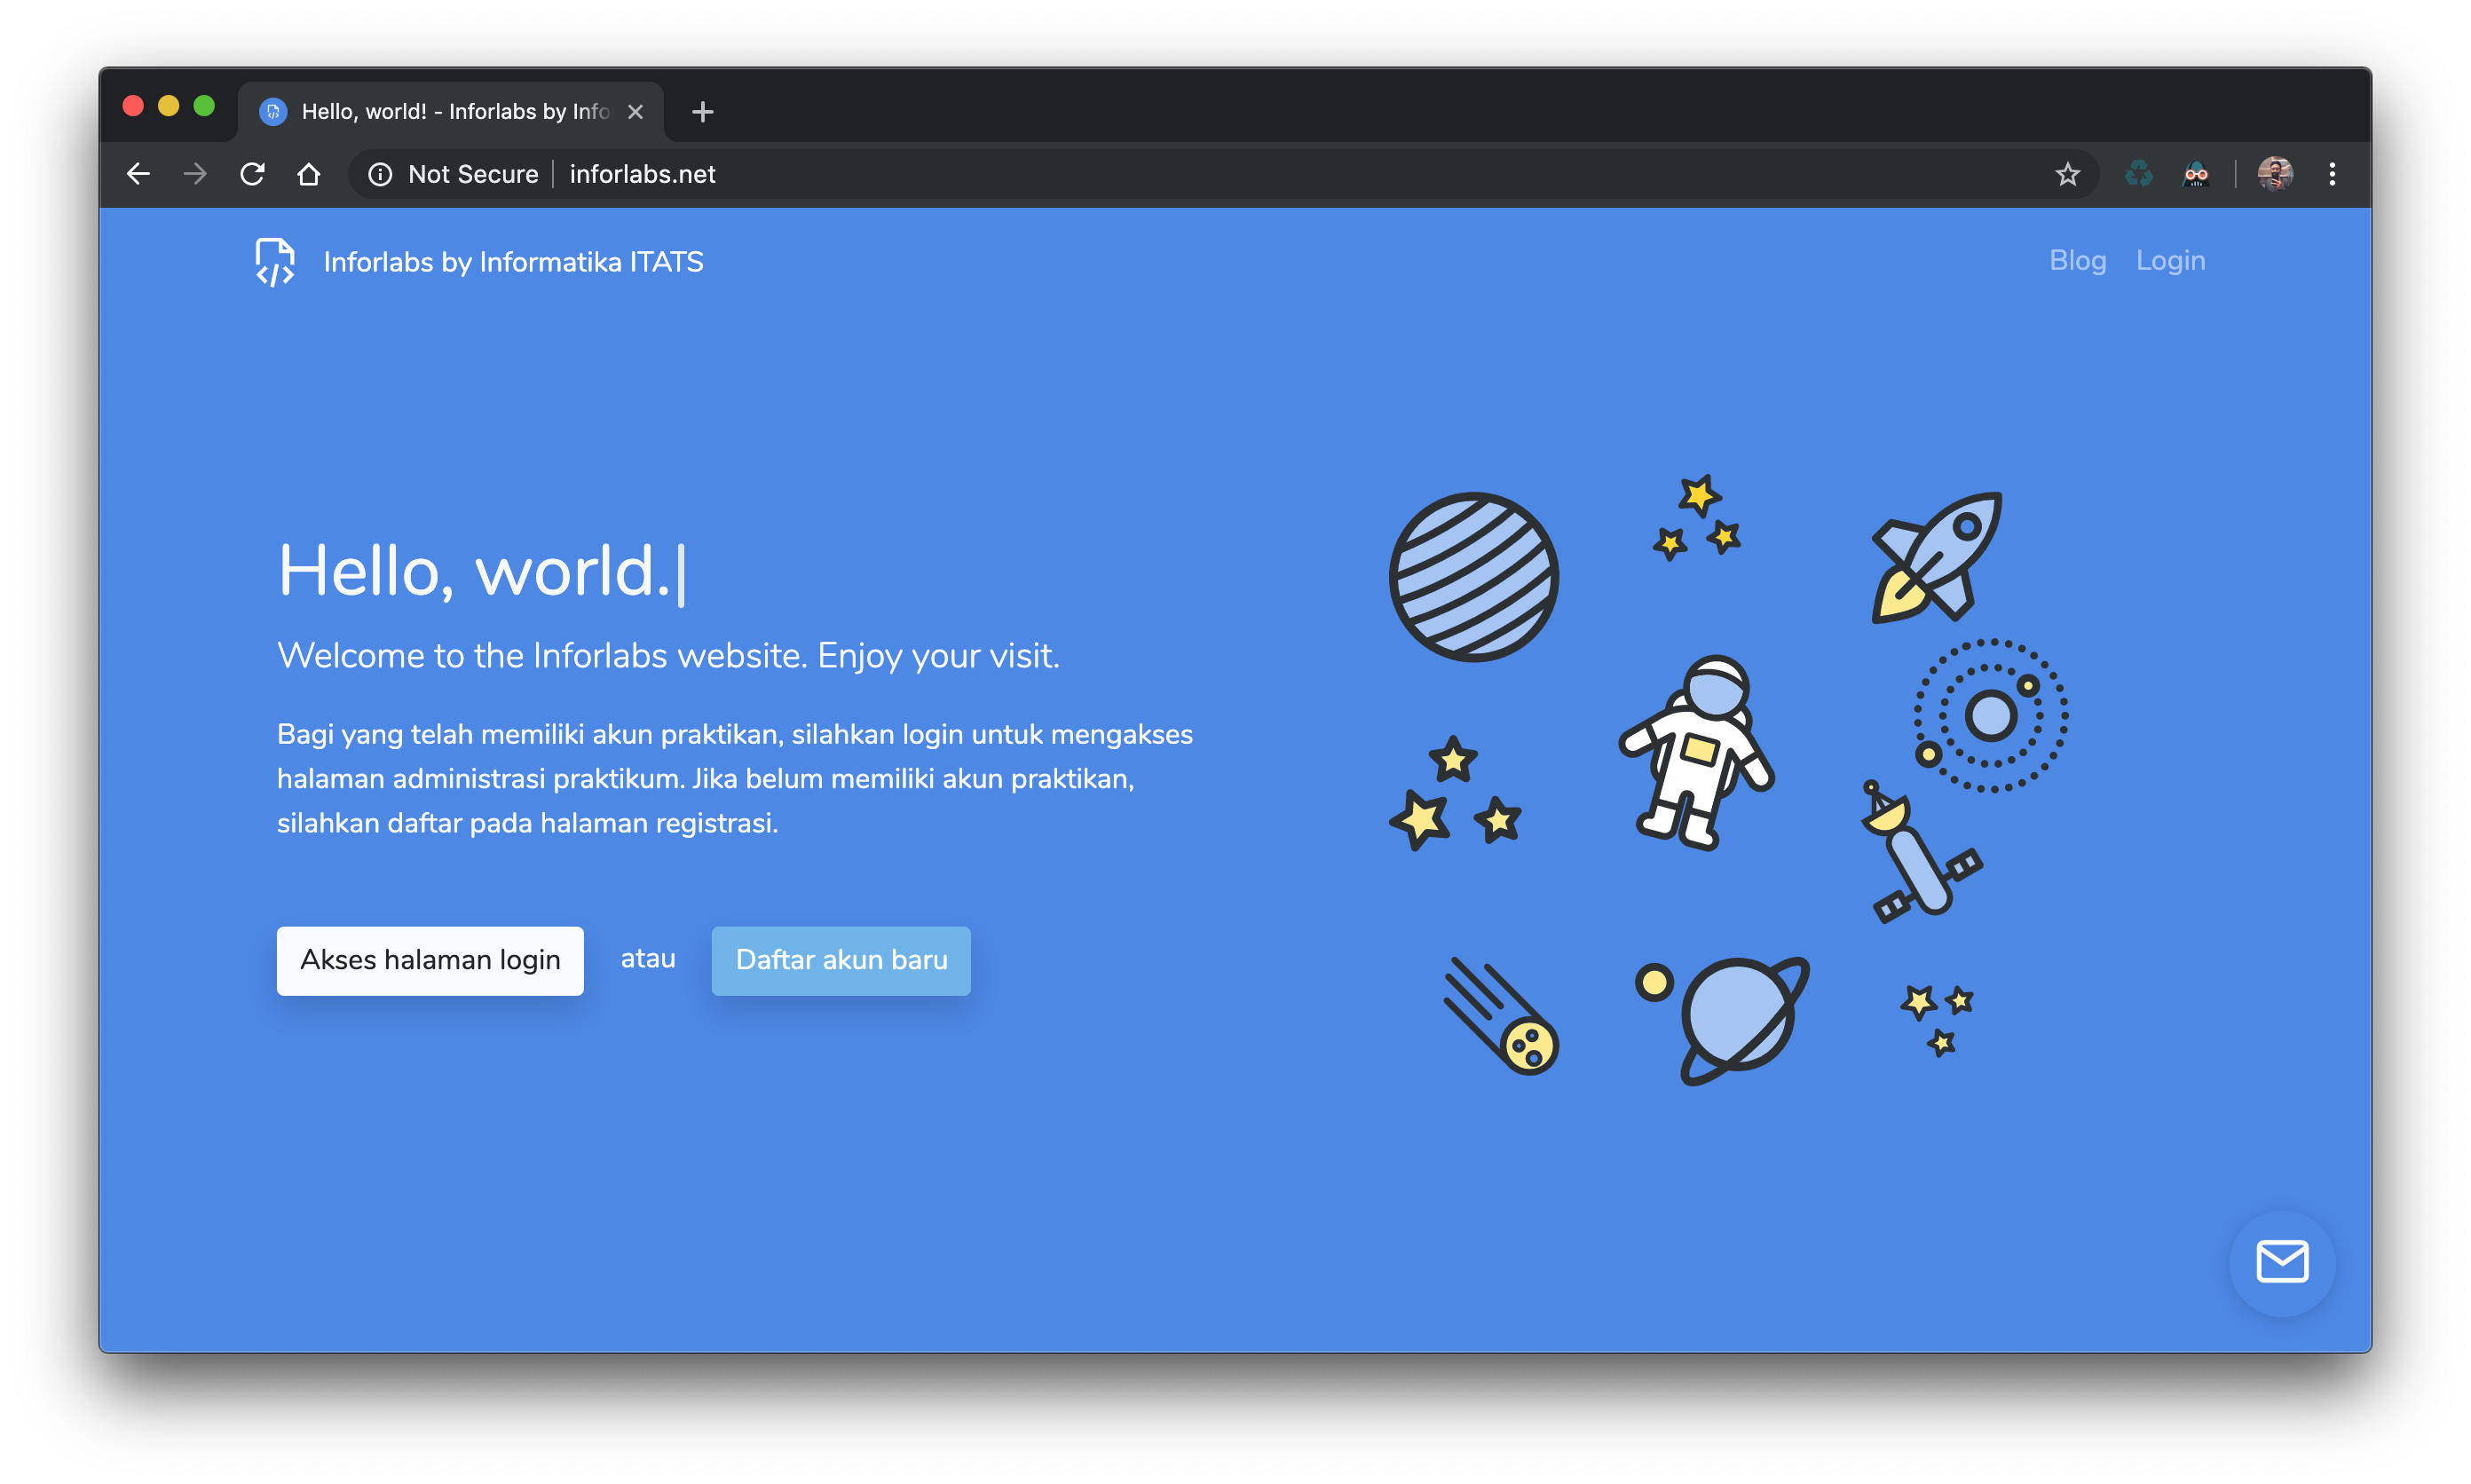 Hello, world! - Inforlabs by Info
Not Secure
inforlabs.net
Inforlabs by Informatika ITATS
Blog
Login
Hello, world.
Welcome to the Inforlabs website. Enjoy your visit.
Bagi yang telah memiliki akun praktikan, silahkan login untuk mengakses
halaman administrasi praktikum. Jika belum memiliki akun praktikan,
silahkan daftar pada halaman registrasi.
Akses halaman login
atau
Daftar akun baru